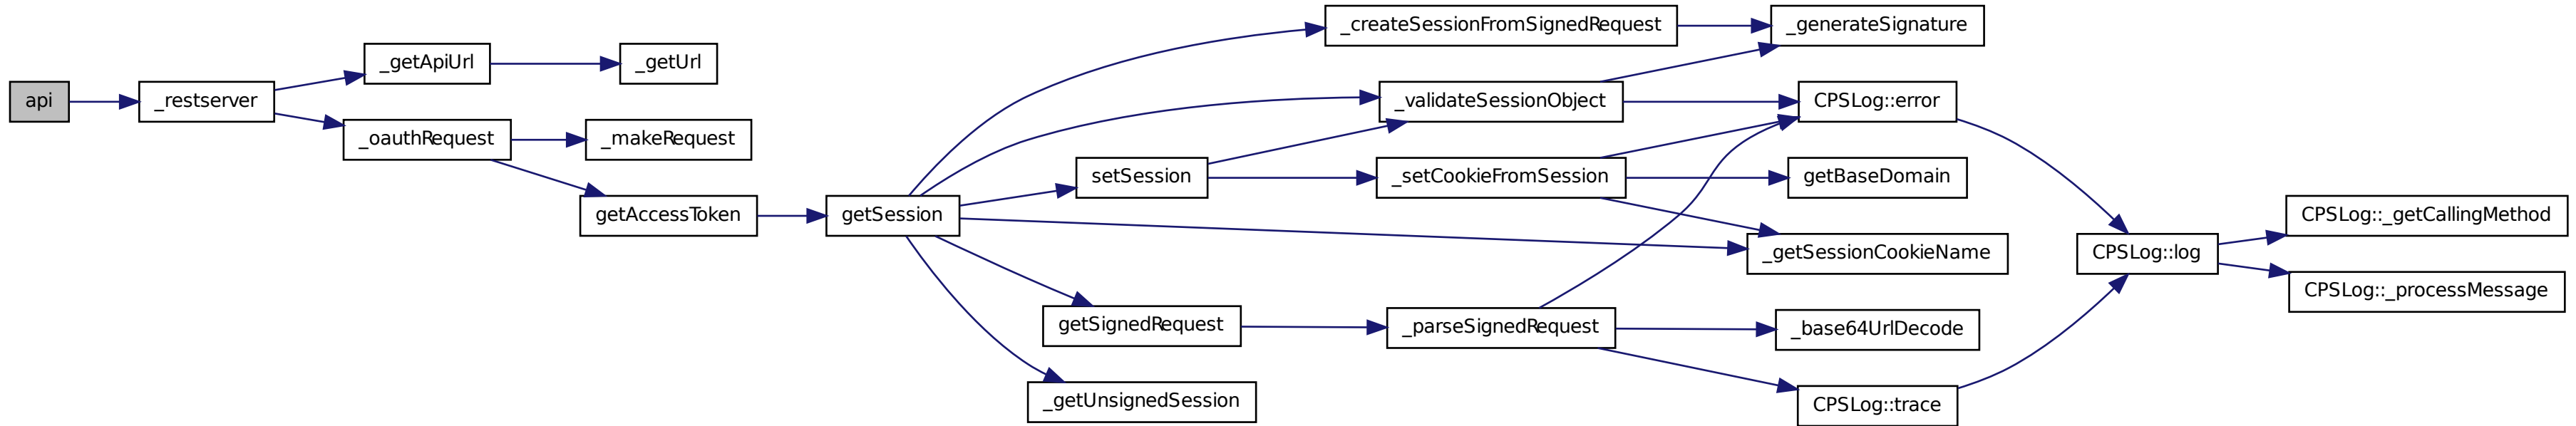 api
_restserver
_getApiUrl
_getUrl
_oauthRequest
_makeRequest
getAccessToken
getSession
_createSessionFromSignedRequest
_generateSignature
_validateSessionObject
CPSLog::error
setSession
_setCookieFromSession
getBaseDomain
_getSessionCookieName
getSignedRequest
_parseSignedRequest
_base64UrlDecode
CPSLog::trace
_getUnsignedSession
CPSLog::log
CPSLog::_getCallingMethod
CPSLog::_processMessage